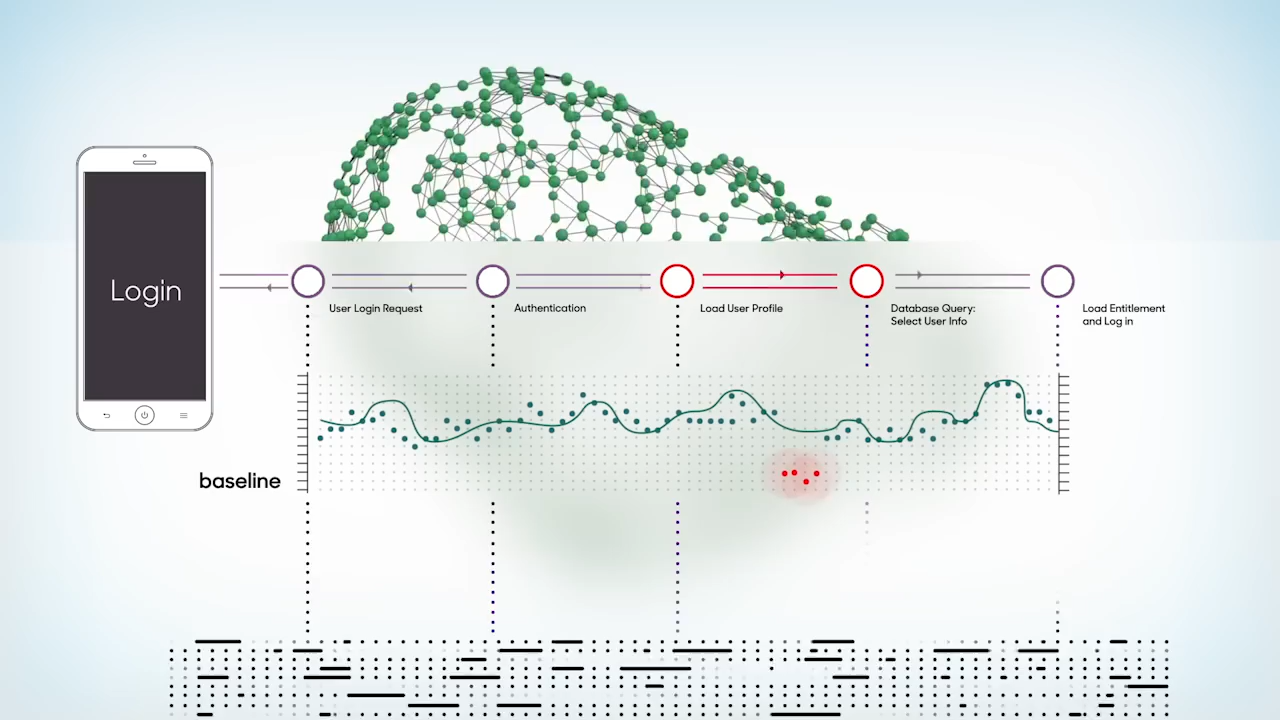 Login
User Login Request
Authentication
Load User Profile
Database Query:
Select User Info
Load Entitlement
and Log in
baseline